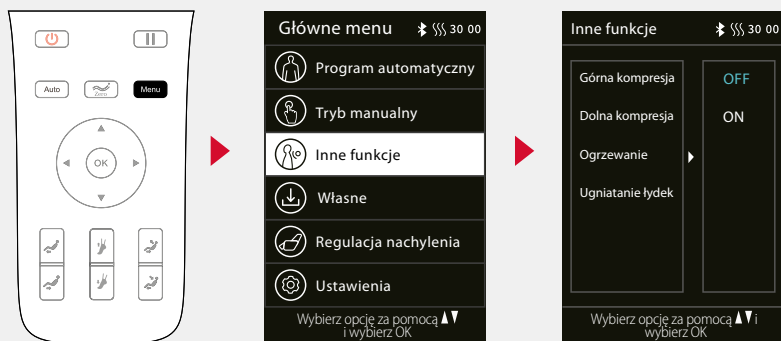 Auto
Zero
Menu
OK
Główne menu 30 00
Program automatyczny
Tryb manualny
Inne funkcje
Własne
Regulacja nachylenia
Ustawienia
Wybierz opcję za pomocą
i wybierz OK
Inne funkcje 30 00
Górna kompresja
Dolna kompresja
Ogrzewanie
Ugniatanie łydek
OFF
ON
Wybierz opcję za pomocą i
wybierz OK